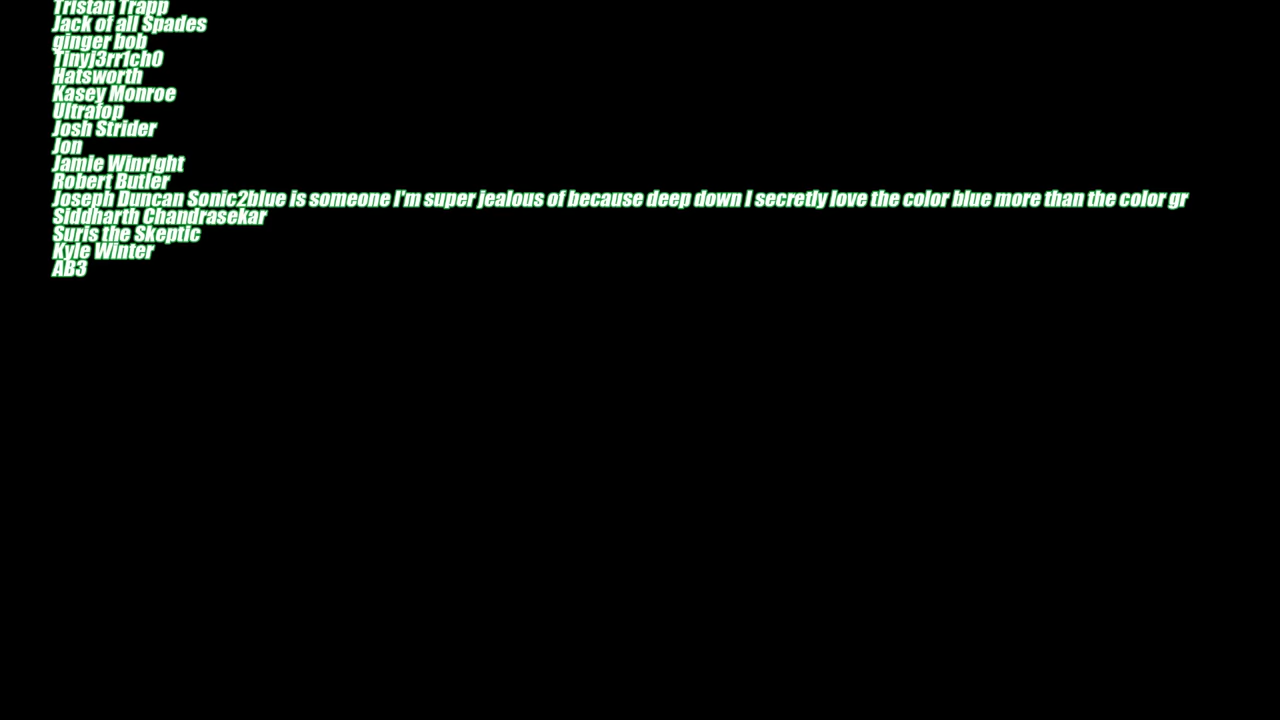 Tristan Trapp
Jack of all Spades
ginger bob
Tinyj3rr1ch0
Hatsworth
Kasey Monroe
Ultrafop
Josh Strider
Jon
Jamie Winright
Robert Butler
Joseph Duncan Sonic2blue is someone I'm super jealous of because deep down I secretly love the color blue more than the color gr
Siddharth Chandrasekar
Suris the Skeptic
Kyle Winter
AB3